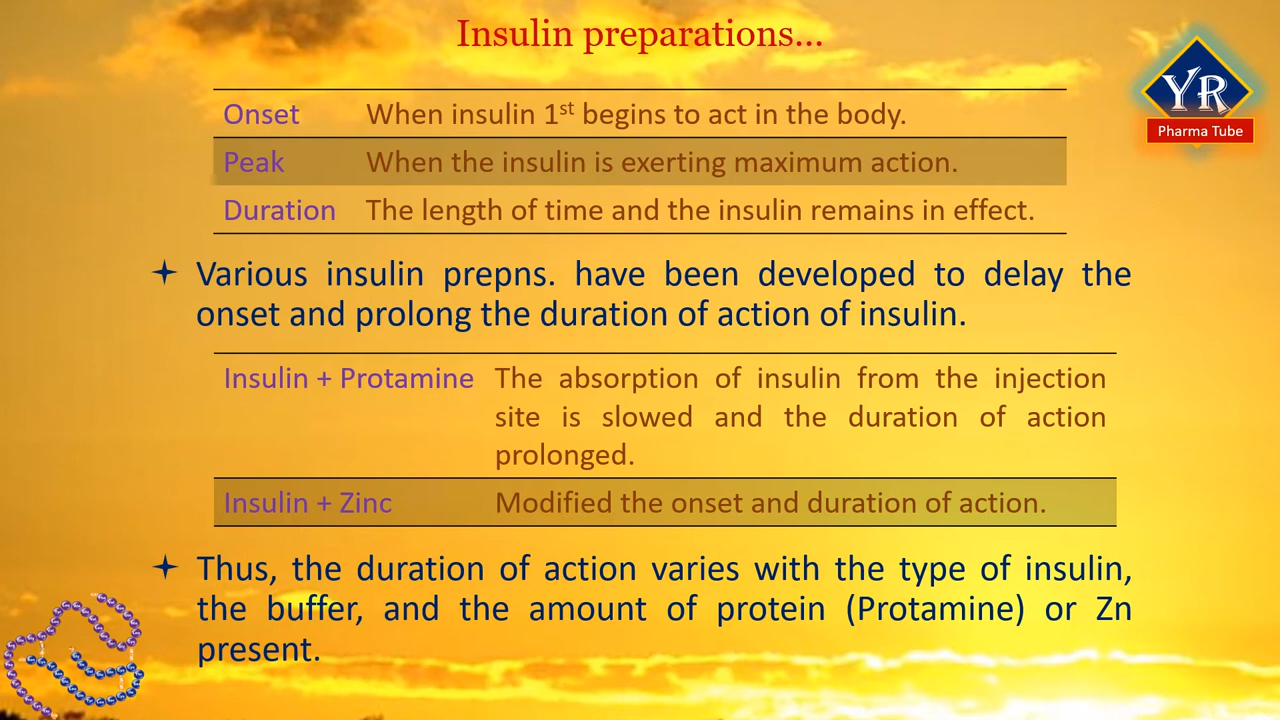 Insulin preparations...
YR
Pharma Tube
Onset When insulin 1st begins to act in the body.
Peak When the insulin is exerting maximum action.
Duration The length of time and the insulin remains in effect.
Various insulin prepns. have been developed to delay the
onset and prolong the duration of action of insulin.
Insulin + Protamine The absorption of insulin from the injection
site is slowed and the duration of action
prolonged.
Insulin + Zinc Modified the onset and duration of action.
Thus, the duration of action varies with the type of insulin,
the buffer, and the amount of protein (Protamine) or Zn
present.